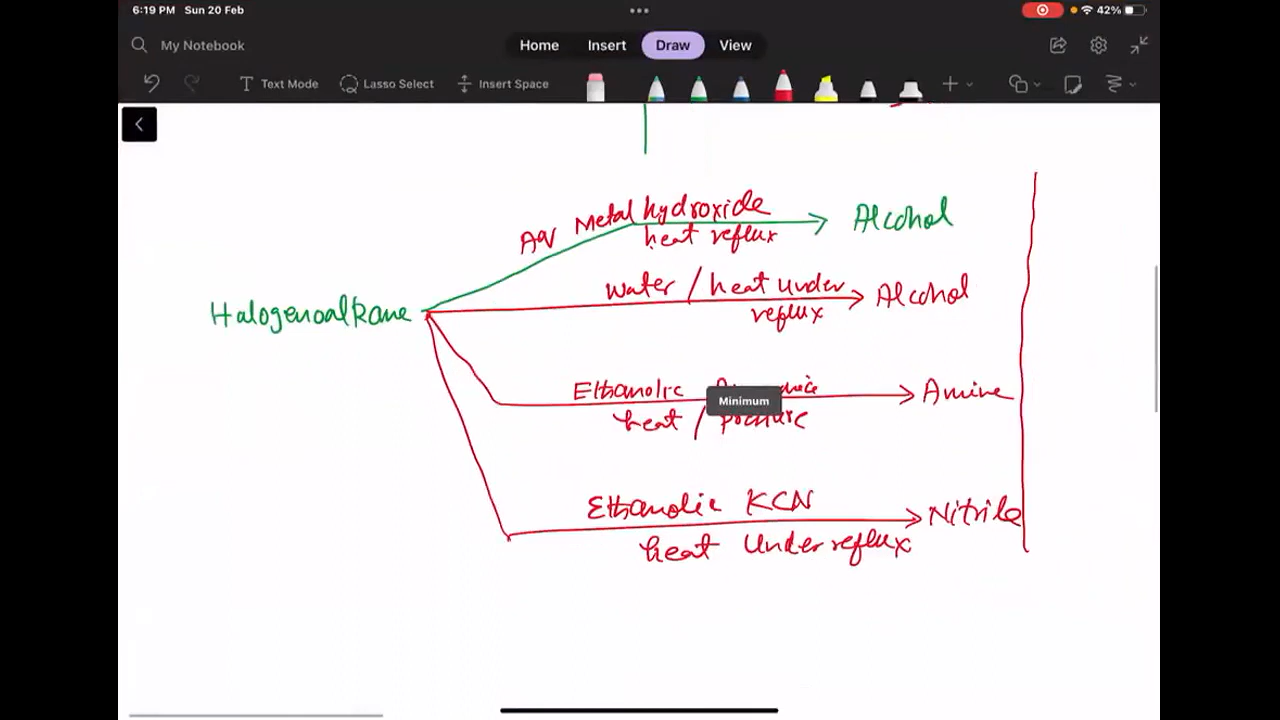 6:19 PM Sun 20 Feb
42%
My Notebook
Home Insert Draw View
Text Mode Lasso Select Insert Space
Aq Metal hydroxide
heat reflux
Alcohol
Halogenoalkane
Water / heat under
reflux
Alcohol
Ethanolic
Minimum
heat /
Amine
Ethanolic KCN
heat Under reflux
Nitrile